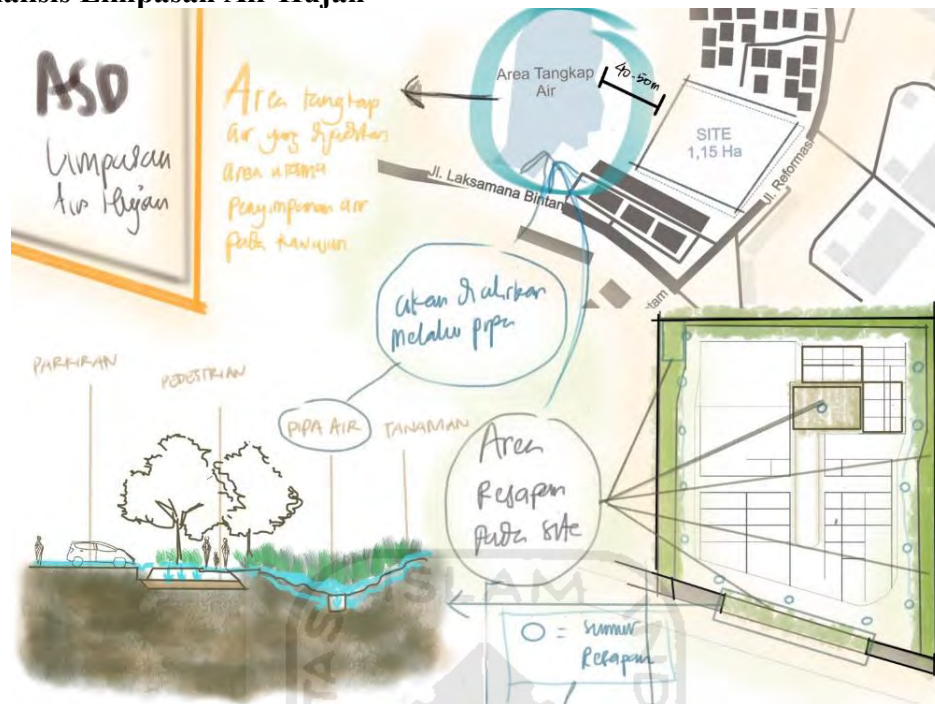 Limpasan Air Hujan
ASD
Limpasan
Air Hujan
Area tangkap
air yang dijadikan
area utama
penyimpanan air
pada kawasan
Area Tangkap
Air
40-50m
SITE
1,15 Ha
Jl. Laksamana Bintan
Jl. Reformasi
akan dialirkan
melalui pipa
PARKIRAN
PEDESTRIAN
PIPA AIR
TANAMAN
Area
Resapan
pada site
O = sumur
Resapan
ISLAM